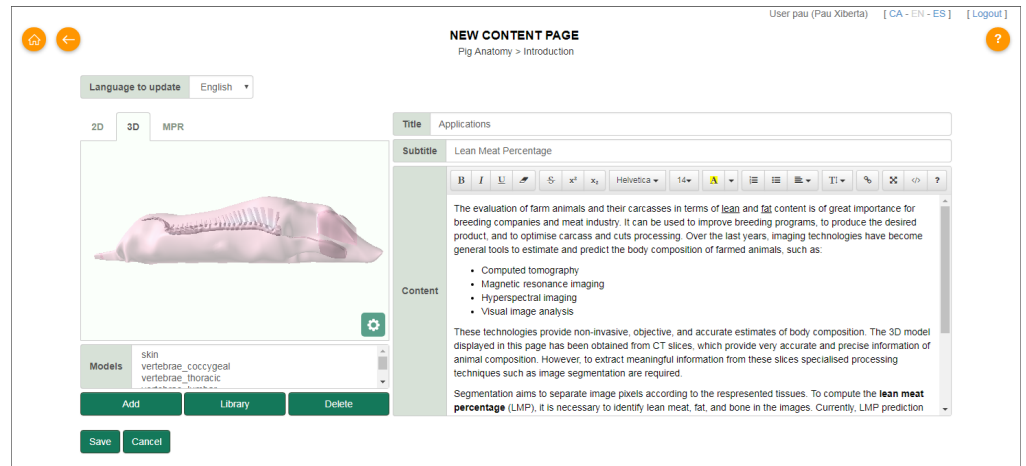 User pau (Pau Xiberta) [ CA - EN - ES ] [ Logout ]
NEW CONTENT PAGE
?
Pig Anatomy > Introduction
Language to update English
2D 3D MPR
Title Applications
Subtitle Lean Meat Percentage
B I U S x² x₂ Helvetica 14 A TI </> ?
Content
The evaluation of farm animals and their carcasses in terms of lean and fat content is of great importance for
breeding companies and meat industry. It can be used to improve breeding programs, to produce the desired
product, and to optimise carcass and cuts processing. Over the last years, imaging technologies have become
general tools to estimate and predict the body composition of farmed animals, such as:
• Computed tomography
• Magnetic resonance imaging
• Hyperspectral imaging
• Visual image analysis
These technologies provide non-invasive, objective, and accurate estimates of body composition. The 3D model
displayed in this page has been obtained from CT slices, which provide very accurate and precise information of
animal composition. However, to extract meaningful information from these slices specialised processing
techniques such as image segmentation are required.
Segmentation aims to separate image pixels according to the respresented tissues. To compute the lean meat
percentage (LMP), it is necessary to identify lean meat, fat, and bone in the images. Currently, LMP prediction
Models
skin
vertebrae_coccygeal
vertebrae_thoracic
Add Library Delete
Save Cancel